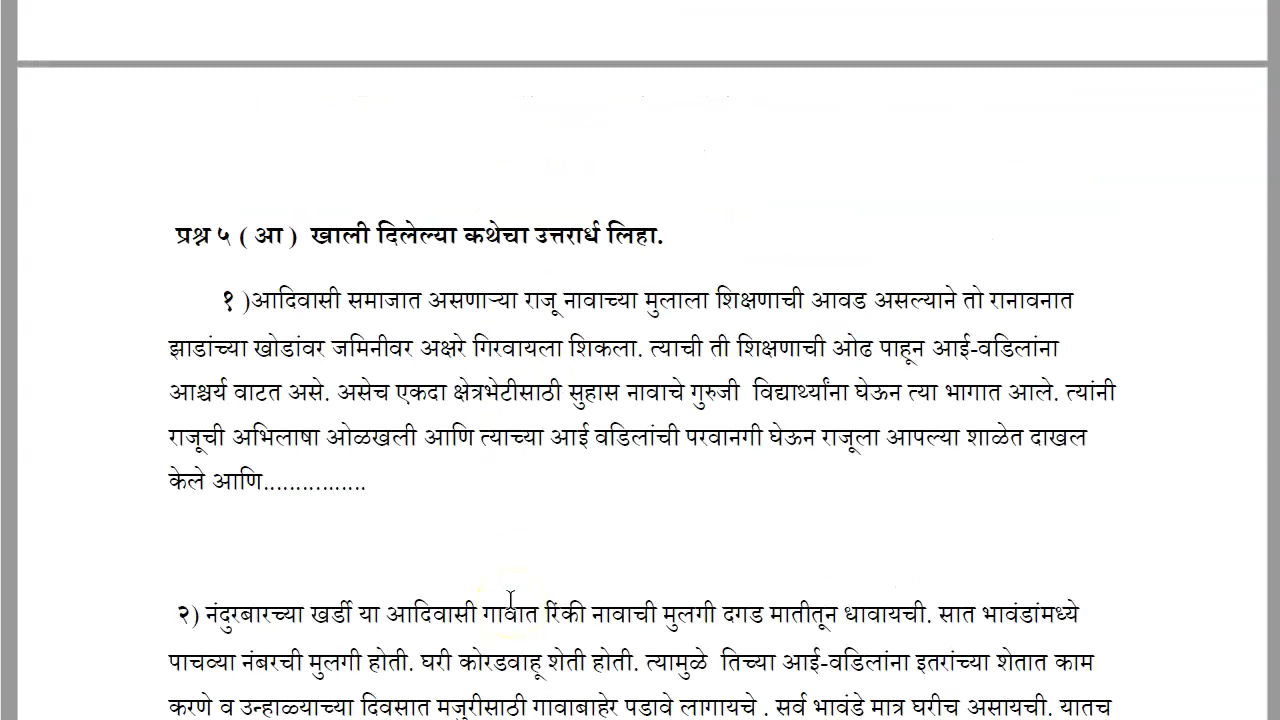 प्रश्न ५ ( आ )  खाली दिलेल्या कथेचा उत्तरार्ध लिहा.
१ )आदिवासी समाजात असणाऱ्या राजू नावाच्या मुलाला शिक्षणाची आवड असल्याने तो रानावनात
झाडांच्या खोडांवर जमिनीवर अक्षरे गिरवायला शिकला. त्याची ती शिक्षणाची ओढ पाहून आई-वडिलांना
आश्चर्य वाटत असे. असेच एकदा क्षेत्रभेटीसाठी सुहास नावाचे गुरुजी  विद्यार्थ्यांना घेऊन त्या भागात आले. त्यांनी
राजूची अभिलाषा ओळखली आणि त्याच्या आई वडिलांची परवानगी घेऊन राजूला आपल्या शाळेत दाखल
केले आणि................
२) नंदुरबारच्या खर्डी या आदिवासी गावात रिंकी नावाची मुलगी दगड मातीतून धावायची. सात भावंडांमध्ये
पाचव्या नंबरची मुलगी होती. घरी कोरडवाहू शेती होती. त्यामुळे  तिच्या आई-वडिलांना इतरांच्या शेतात काम
करणे व उन्हाळ्याच्या दिवसात मजुरीसाठी गावाबाहेर पडावे लागायचे . सर्व भावंडे मात्र घरीच असायची. यातच